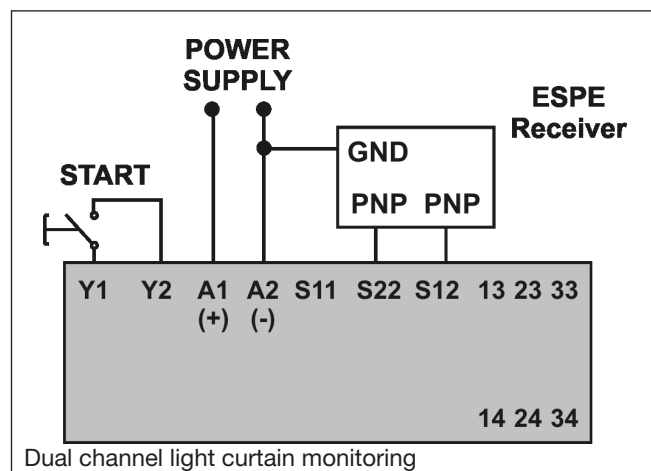 POWER
SUPPLY
ESPE
Receiver
GND
START
PNP PNP
Y1 Y2 A1 A2 S11 S22 S12 13 23 33
(+) (-)
14 24 34
Dual channel light curtain monitoring